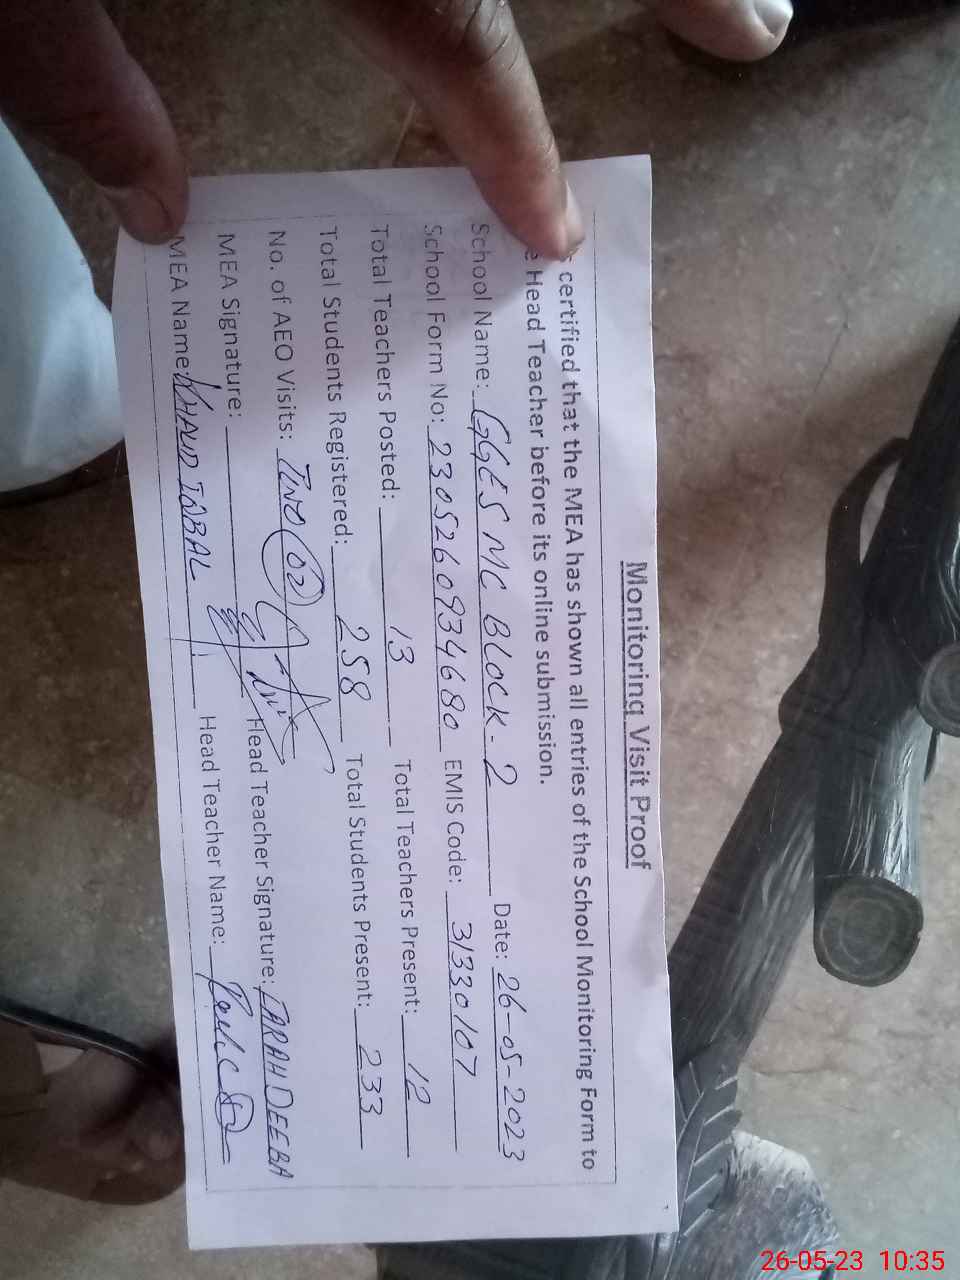 Monitoring Visit Proof
certified that the MEA has shown all entries of the School Monitoring Form to
Head Teacher before its online submission.
School Name: GGES MC BLOCK-2 Date: 26-05-2023
School Form No: 2305260934680 EMIS Code: 31330107
Total Teachers Posted: 13 Total Teachers Present: 12
Total Students Registered: 258 Total Students Present: 233
No. of AEO Visits: Two (02)
MEA Signature: Head Teacher Signature: FARAH DEEBA
MEA Name: KHALID IQBAL Head Teacher Name:
26-05-23 10:35